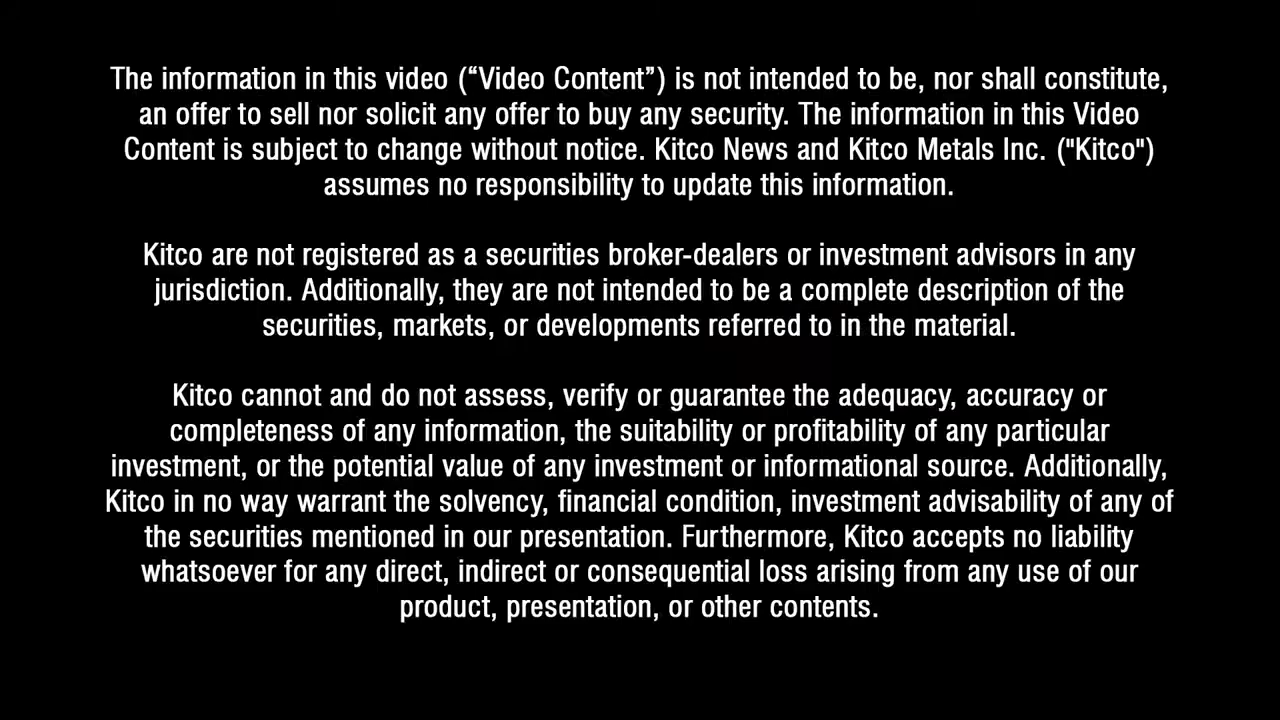 The information in this video (“Video Content”) is not intended to be, nor shall constitute,
an offer to sell nor solicit any offer to buy any security. The information in this Video
Content is subject to change without notice. Kitco News and Kitco Metals Inc. ("Kitco")
assumes no responsibility to update this information.
Kitco are not registered as a securities broker-dealers or investment advisors in any
jurisdiction. Additionally, they are not intended to be a complete description of the
securities, markets, or developments referred to in the material.
Kitco cannot and do not assess, verify or guarantee the adequacy, accuracy or
completeness of any information, the suitability or profitability of any particular
investment, or the potential value of any investment or informational source. Additionally,
Kitco in no way warrant the solvency, financial condition, investment advisability of any of
the securities mentioned in our presentation. Furthermore, Kitco accepts no liability
whatsoever for any direct, indirect or consequential loss arising from any use of our
product, presentation, or other contents.